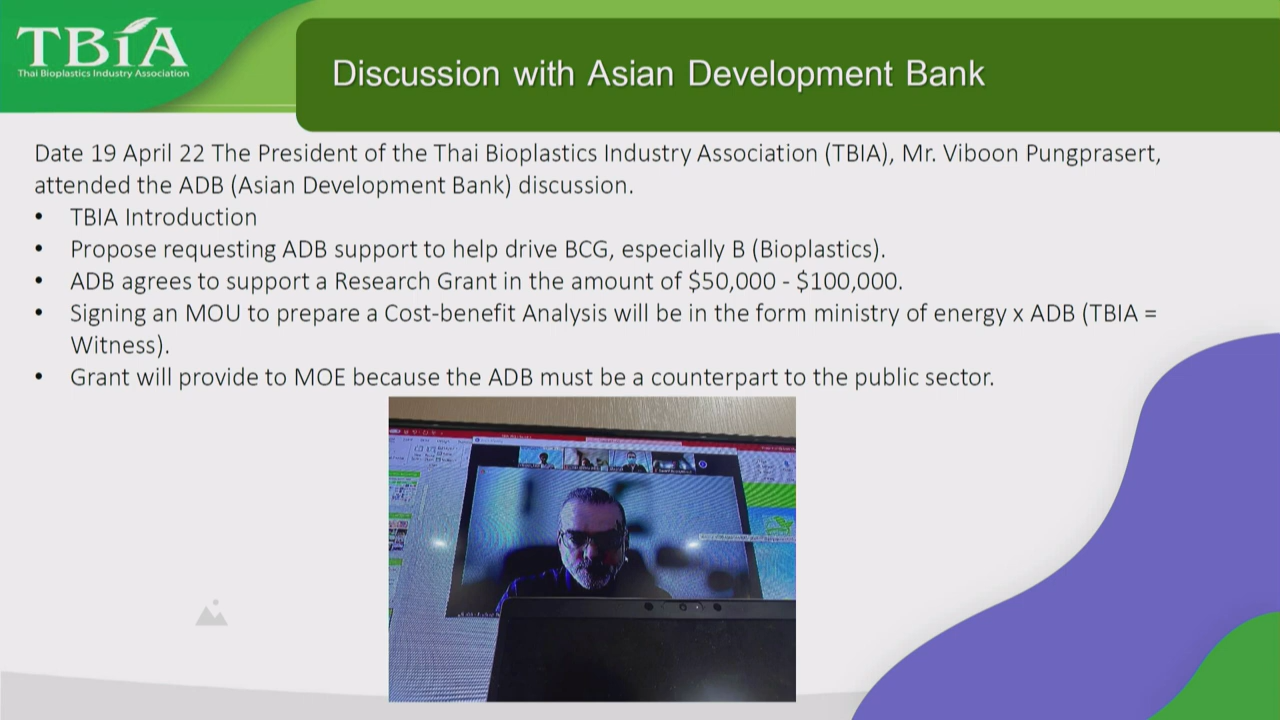 TBiA
Thai Bioplastics Industry Association
Discussion with Asian Development Bank
Date 19 April 22 The President of the Thai Bioplastics Industry Association (TBIA), Mr. Viboon Pungprasert,
attended the ADB (Asian Development Bank) discussion.
• TBIA Introduction
• Propose requesting ADB support to help drive BCG, especially B (Bioplastics).
• ADB agrees to support a Research Grant in the amount of $50,000 - $100,000.
• Signing an MOU to prepare a Cost-benefit Analysis will be in the form ministry of energy x ADB (TBIA =
Witness).
• Grant will provide to MOE because the ADB must be a counterpart to the public sector.